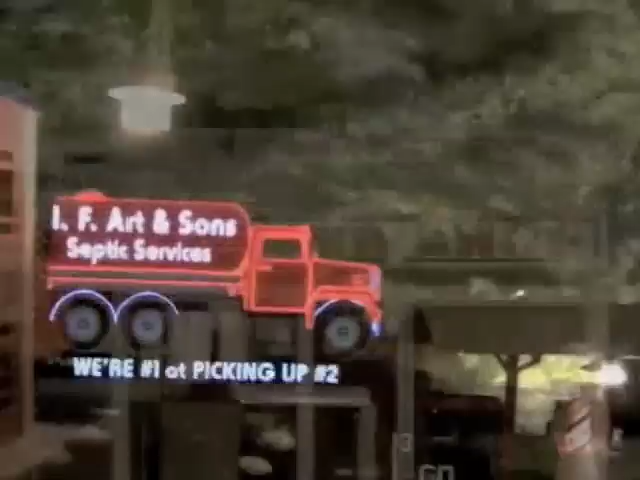 I. F. Art & Sons
Septic Services
WE'RE #1 at PICKING UP #2